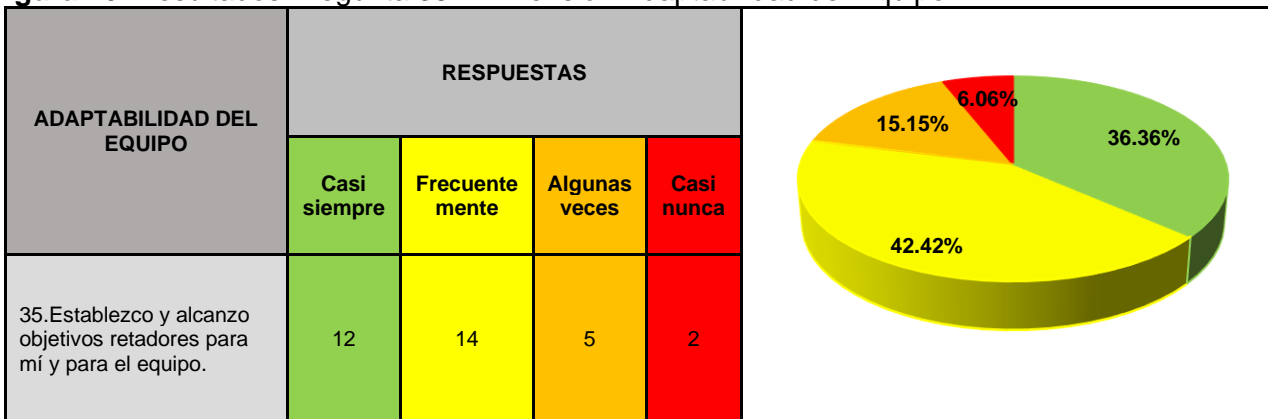 ADAPTABILIDAD DEL
EQUIPO
RESPUESTAS
Casi
siempre
Frecuente
mente
Algunas
veces
Casi
nunca
35.Establezco y alcanzo
objetivos retadores para
mí y para el equipo.
12
14
5
2
6.06%
15.15%
36.36%
42.42%